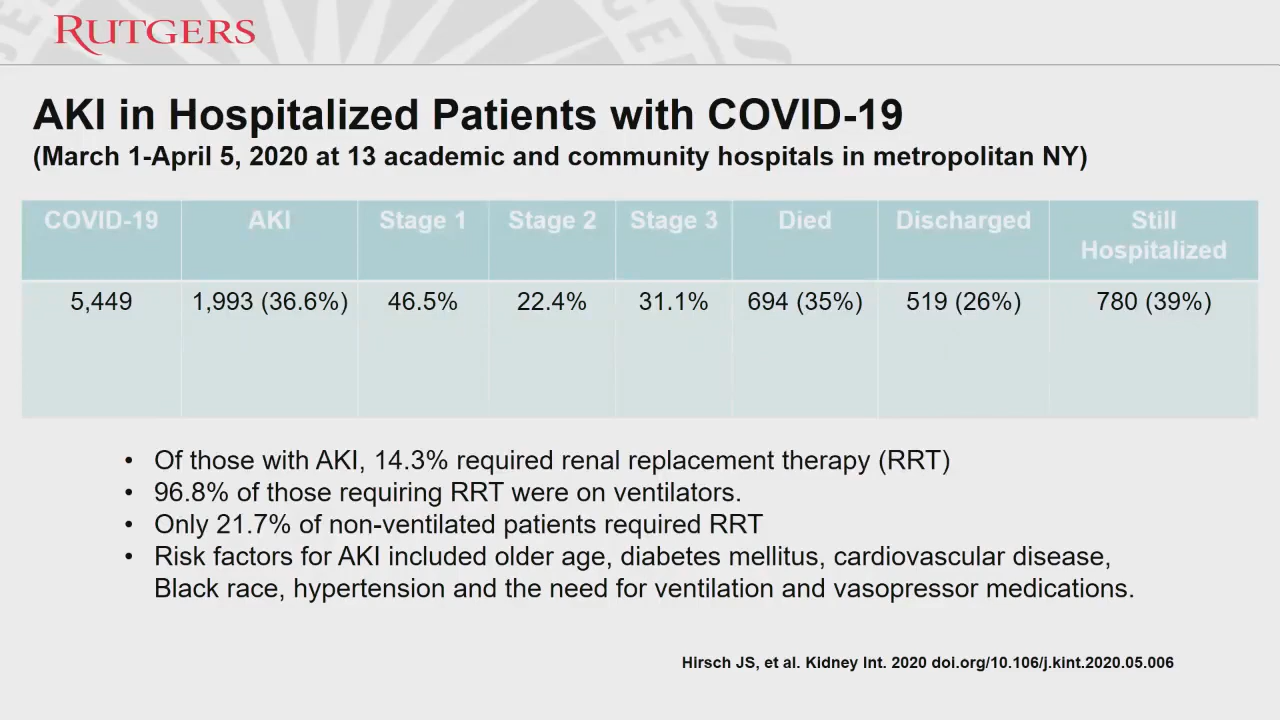 RUTGERS
AKI in Hospitalized Patients with COVID-19
(March 1-April 5, 2020 at 13 academic and community hospitals in metropolitan NY)
COVID-19 AKI Stage 1 Stage 2 Stage 3 Died Discharged Still
Hospitalized
5,449 1,993 (36.6%) 46.5% 22.4% 31.1% 694 (35%) 519 (26%) 780 (39%)
• Of those with AKI, 14.3% required renal replacement therapy (RRT)
• 96.8% of those requiring RRT were on ventilators.
• Only 21.7% of non-ventilated patients required RRT
• Risk factors for AKI included older age, diabetes mellitus, cardiovascular disease,
Black race, hypertension and the need for ventilation and vasopressor medications.
Hirsch JS, et al. Kidney Int. 2020 doi.org/10.106/j.kint.2020.05.006